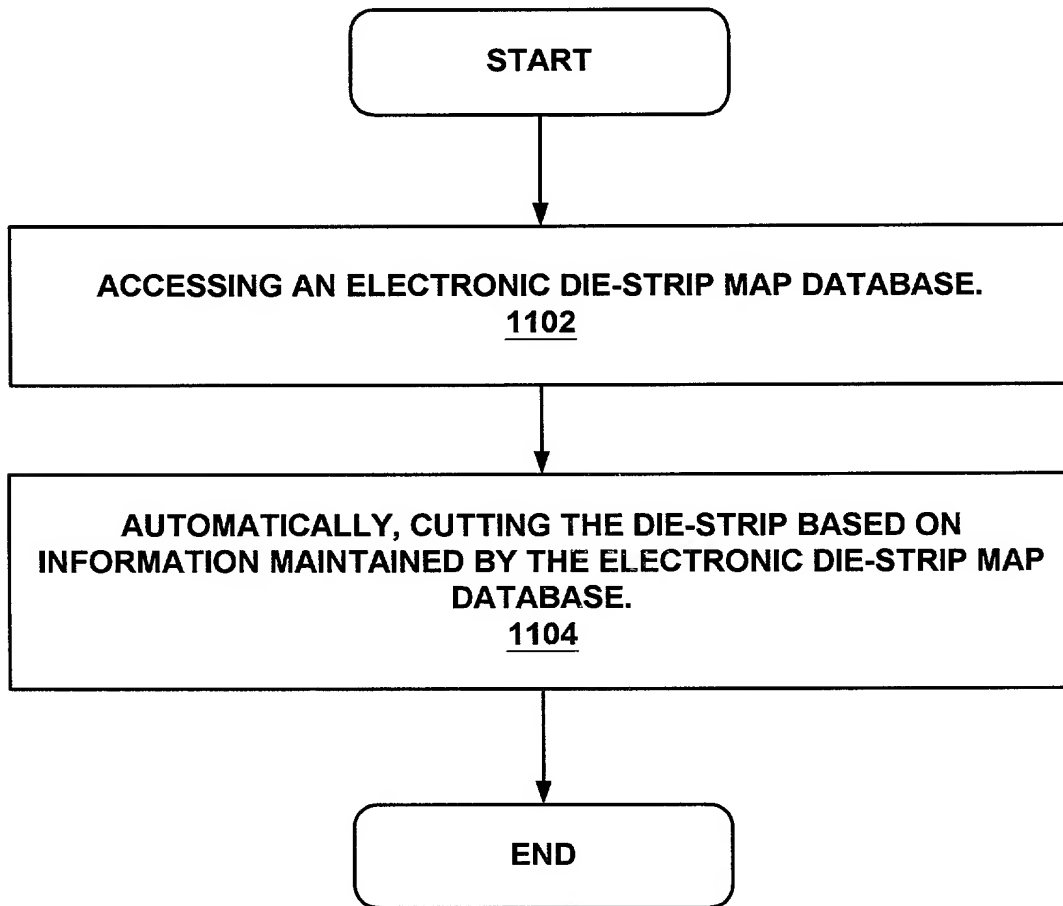 START
ACCESSING AN ELECTRONIC DIE-STRIP MAP DATABASE.
1102
AUTOMATICALLY, CUTTING THE DIE-STRIP BASED ON
INFORMATION MAINTAINED BY THE ELECTRONIC DIE-STRIP MAP
DATABASE.
1104
END